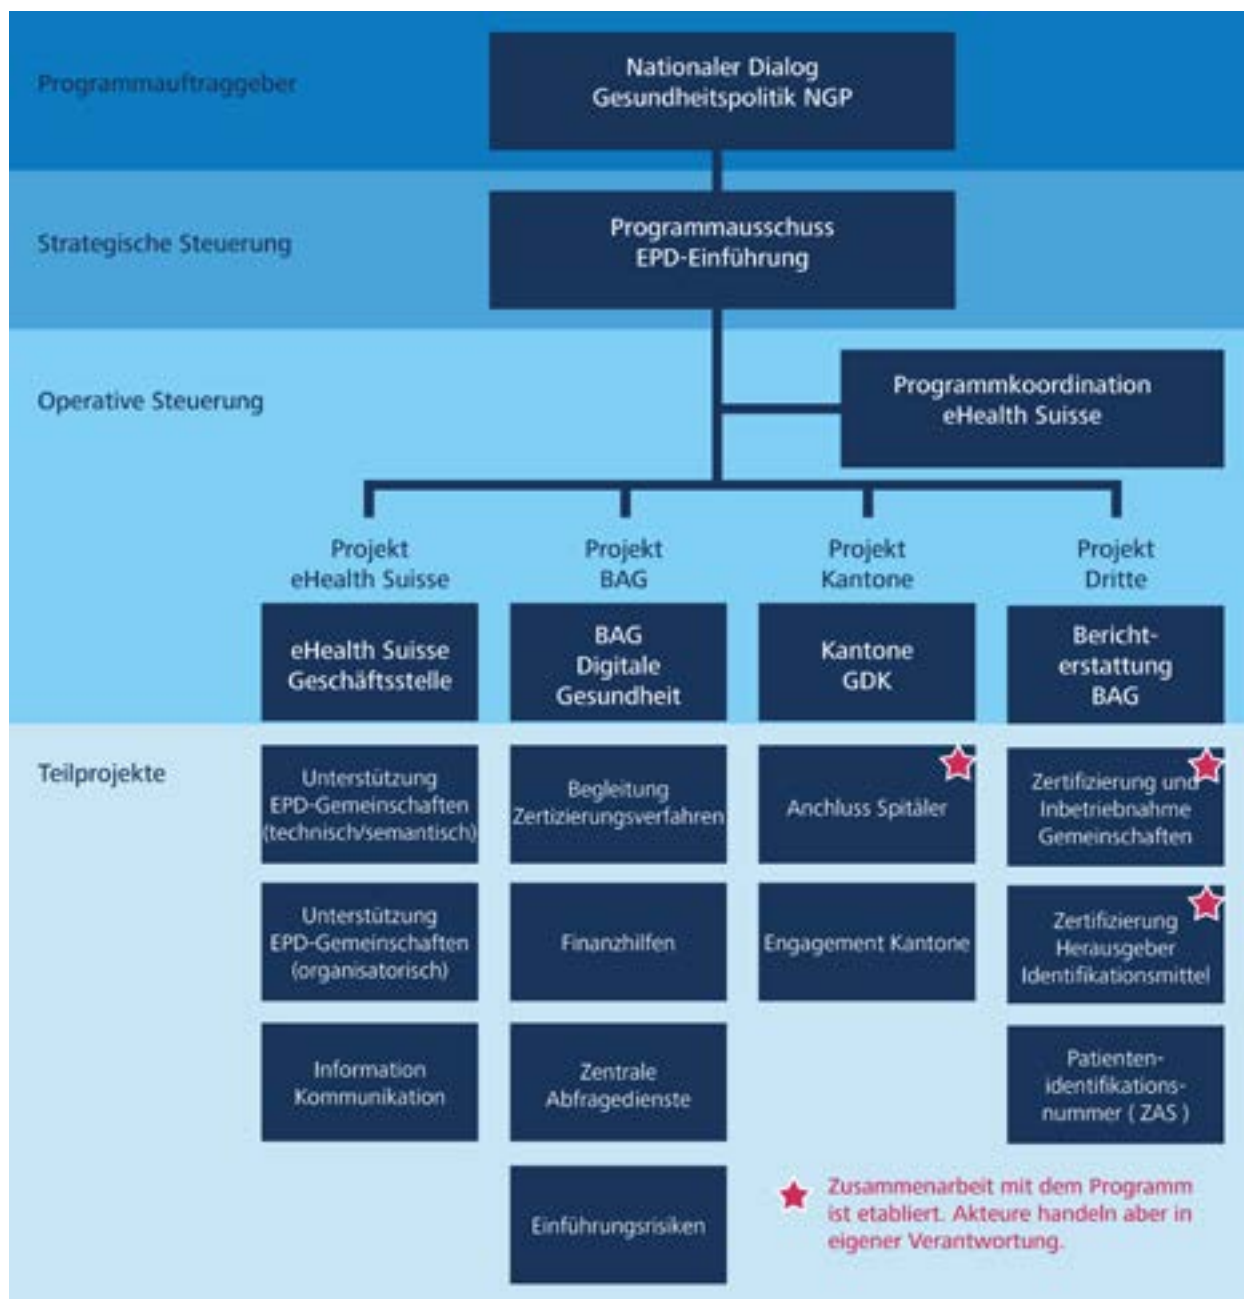 Programmauftraggeber
Nationaler Dialog
Gesundheitspolitik NGP
Strategische Steuerung
Programmausschuss
EPD-Einführung
Operative Steuerung
Programmkoordination
eHealth Suisse
Projekt
eHealth Suisse
Projekt
BAG
Projekt
Kantone
Projekt
Dritte
eHealth Suisse
Geschäftsstelle
BAG
Digitale
Gesundheit
Kantone
GDK
Bericht-
erstattung
BAG
Teilprojekte
Unterstützung
EPD-Gemeinschaften
(technisch/semantisch)
Begleitung
Zertizierungsverfahren
Anchluss Spitäler
Zertifizierung und
Inbetriebnahme
Gemeinschaften
Unterstützung
EPD-Gemeinschaften
(organisatorisch)
Finanzhilfen
Engagement Kantone
Zertifizierung
Herausgeber
Identifikationsmittel
Information
Kommunikation
Zentrale
Abfragedienste
Patienten-
identifikations-
nummer ( ZAS )
Einführungsrisiken
Zusammenarbeit mit dem Programm
ist etabliert. Akteure handeln aber in
eigener Verantwortung.